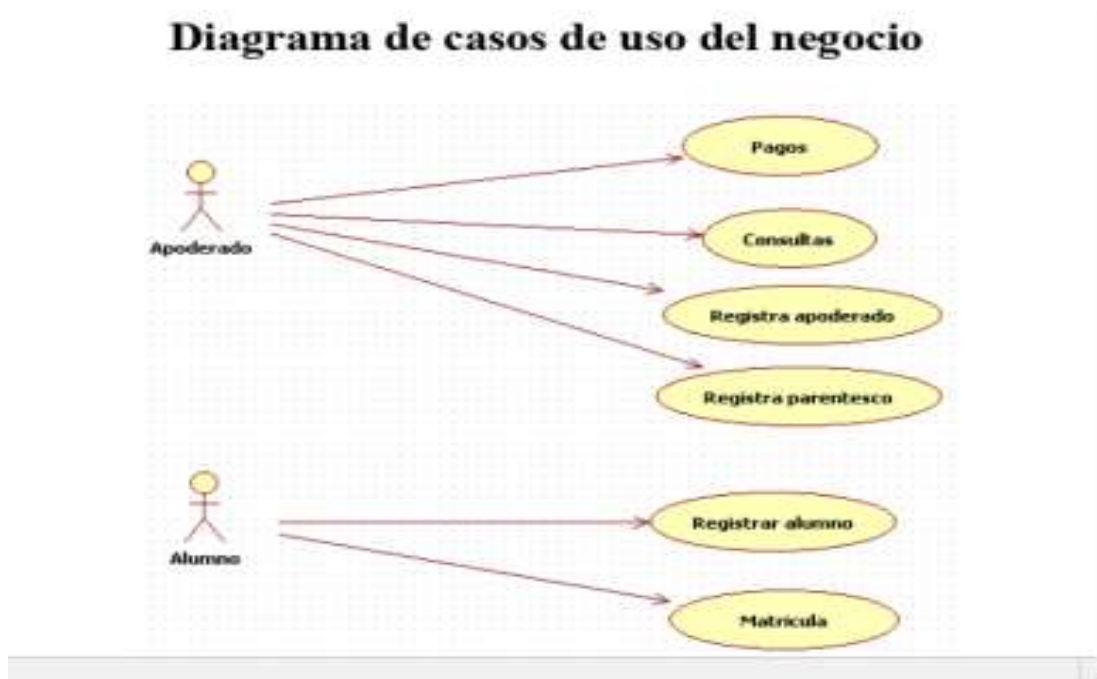 Diagrama de casos de uso del negocio
Pagos
Apoderado
Consultas
Registra apoderado
Registra parentesco
Registrar alumno
Alumno
Matricula